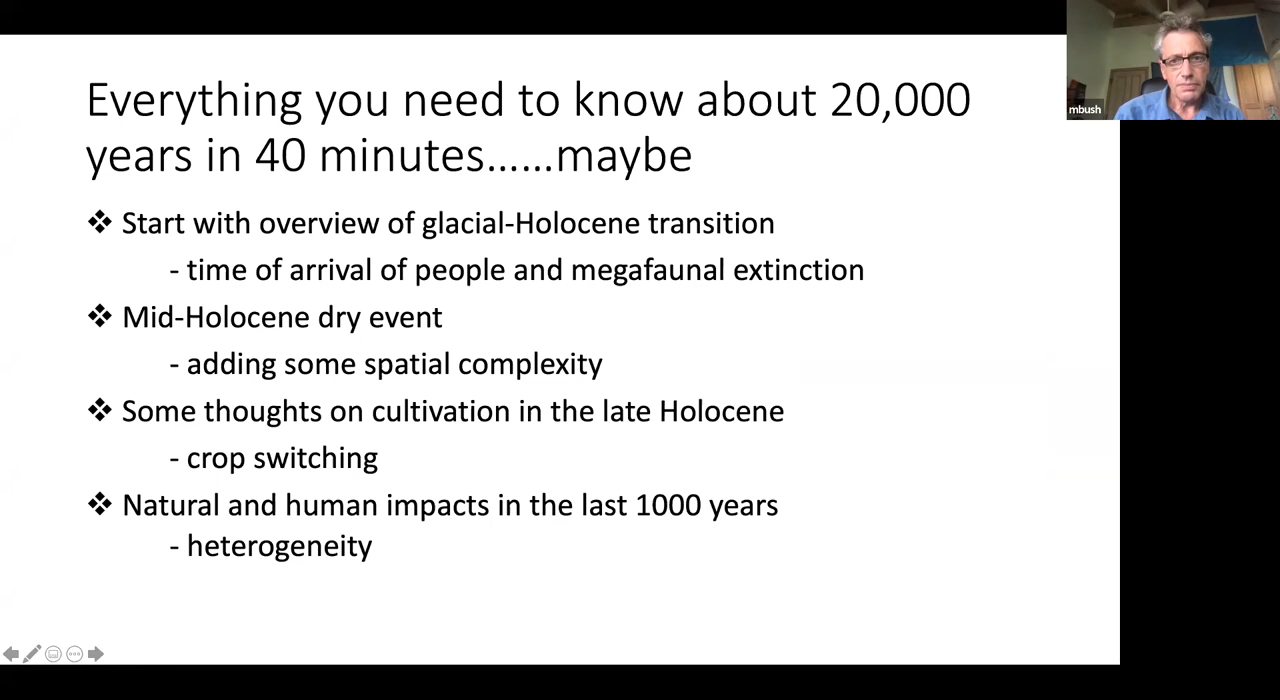 Everything you need to know about 20,000
years in 40 minutes......maybe
❖ Start with overview of glacial-Holocene transition
- time of arrival of people and megafaunal extinction
❖ Mid-Holocene dry event
- adding some spatial complexity
❖ Some thoughts on cultivation in the late Holocene
- crop switching
❖ Natural and human impacts in the last 1000 years
- heterogeneity
mbush